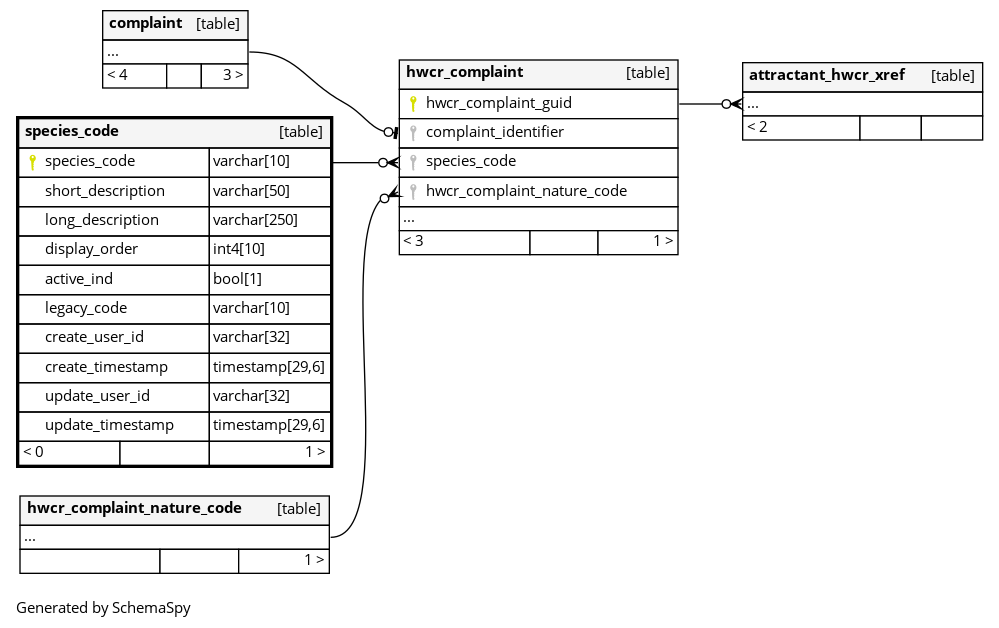 complaint [table]
...
< 4 3 >
species_code [table]
species_code varchar[10]
short_description varchar[50]
long_description varchar[250]
display_order int4[10]
active_ind bool[1]
legacy_code varchar[10]
create_user_id varchar[32]
create_timestamp timestamp[29,6]
update_user_id varchar[32]
update_timestamp timestamp[29,6]
< 0 1 >
hwcr_complaint_nature_code [table]
...
1 >
hwcr_complaint [table]
hwcr_complaint_guid
complaint_identifier
species_code
hwcr_complaint_nature_code
...
< 3 1 >
attractant_hwcr_xref [table]
...
< 2
Generated by SchemaSpy